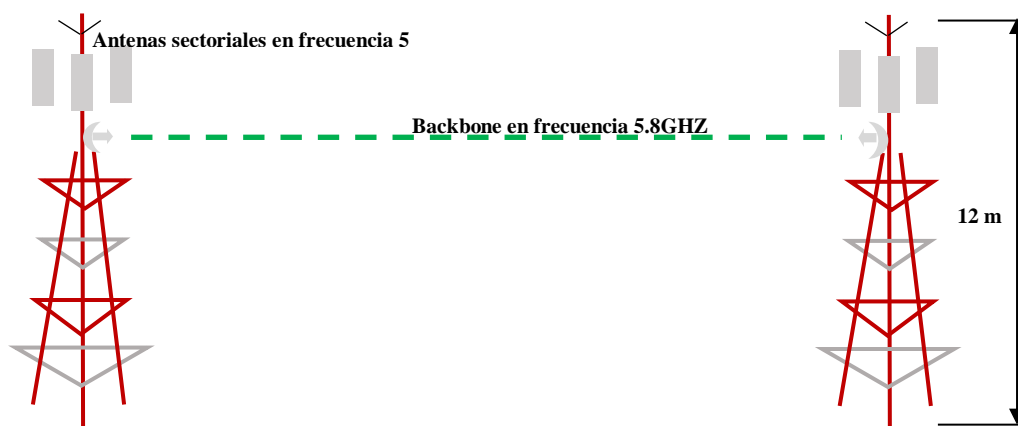 Antenas sectoriales en frecuencia 5
Backbone en frecuencia 5.8GHZ
12 m